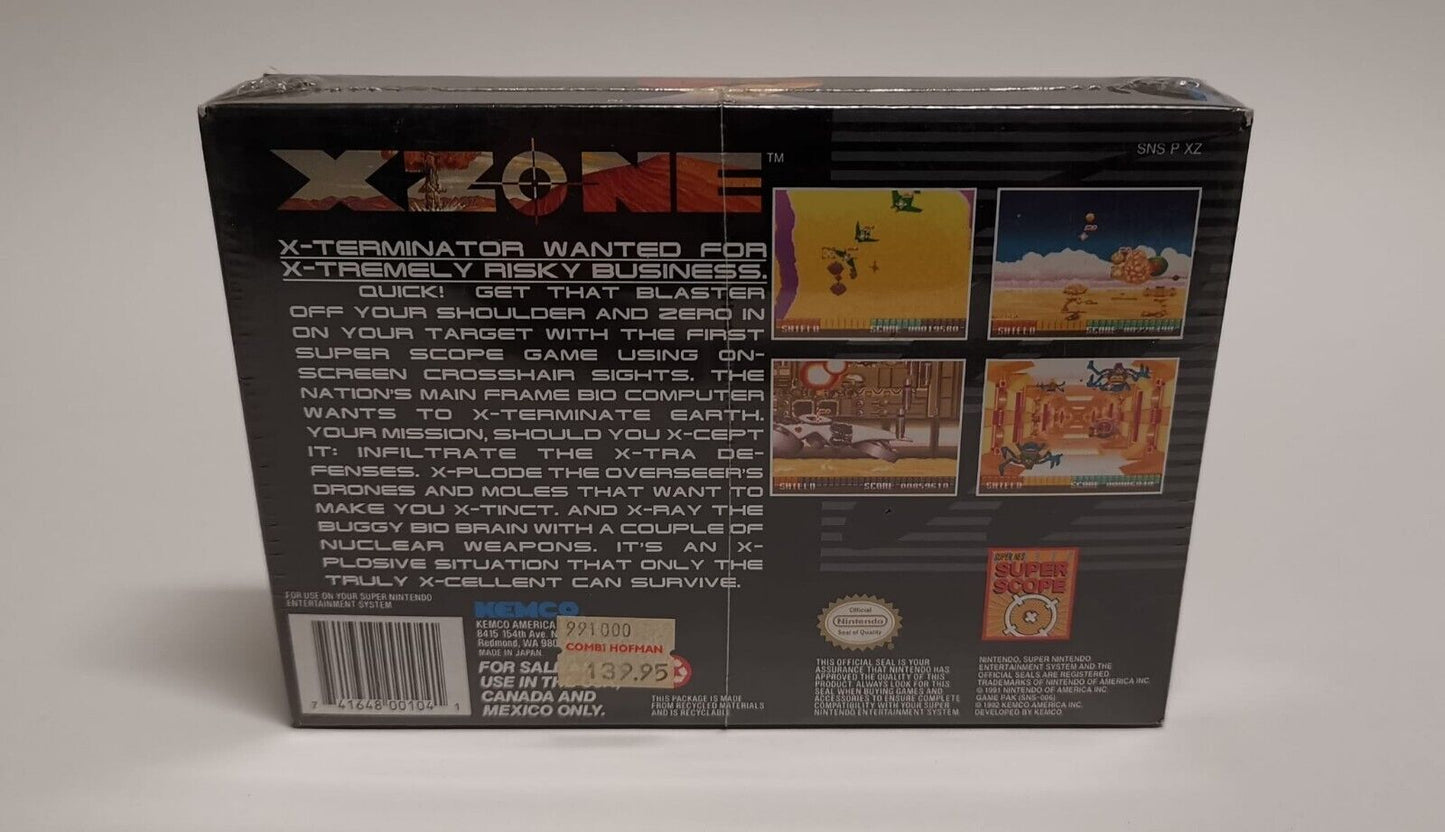 XZONE™
SNS P XZ
X-TERMINATOR WANTED FOR
X-TREMELY RISKY BUSINESS.
QUICK! GET THAT BLASTER
OFF YOUR SHOULDER AND ZERO IN
ON YOUR TARGET WITH THE FIRST
SUPER SCOPE GAME USING ON-
SCREEN CROSSHAIR SIGHTS. THE
NATION'S MAIN FRAME BIO COMPUTER
WANTS TO X-TERMINATE EARTH.
YOUR MISSION, SHOULD YOU X-CEPT
IT: INFILTRATE THE X-TRA DE-
FENSES. X-PLODE THE OVERSEER'S
DRONES AND MOLES THAT WANT TO
MAKE YOU X-TINCT. AND X-RAY THE
BUGGY BIO BRAIN WITH A COUPLE OF
NUCLEAR WEAPONS. IT'S AN X-
PLOSIVE SITUATION THAT ONLY THE
TRULY X-CELLENT CAN SURVIVE.
SHIELD SCORE 00019580
SHIELD SCORE
SHIELD SCORE 00059610
SHIELD SCORE
FOR USE ON YOUR SUPER NINTENDO
ENTERTAINMENT SYSTEM
7 41648 00104 1
KEMCO
KEMCO AMERICA
8415 154th Ave. N
Redmond, WA 980
MADE IN JAPAN
FOR SALE
USE IN TH
CANADA AND
MEXICO ONLY.
991000
COMBI HOFMAN
139.95
THIS PACKAGE IS MADE
FROM RECYCLED MATERIALS
AND IS RECYCLABLE
Official
Nintendo
Seal of Quality
THIS OFFICIAL SEAL IS YOUR
ASSURANCE THAT NINTENDO HAS
APPROVED THE QUALITY OF THIS
PRODUCT. ALWAYS LOOK FOR THIS
SEAL WHEN BUYING GAMES AND
ACCESSORIES TO ENSURE COMPLETE
COMPATIBILITY WITH YOUR SUPER
NINTENDO ENTERTAINMENT SYSTEM.
SUPER NES
SUPER
SCOPE
NINTENDO, SUPER NINTENDO
ENTERTAINMENT SYSTEM AND THE
OFFICIAL SEALS ARE REGISTERED
TRADEMARKS OF NINTENDO OF AMERICA INC.
© 1991 NINTENDO OF AMERICA INC.
GAME PAK (SNS-006)
© 1992 KEMCO AMERICA INC.
DEVELOPED BY KEMCO.